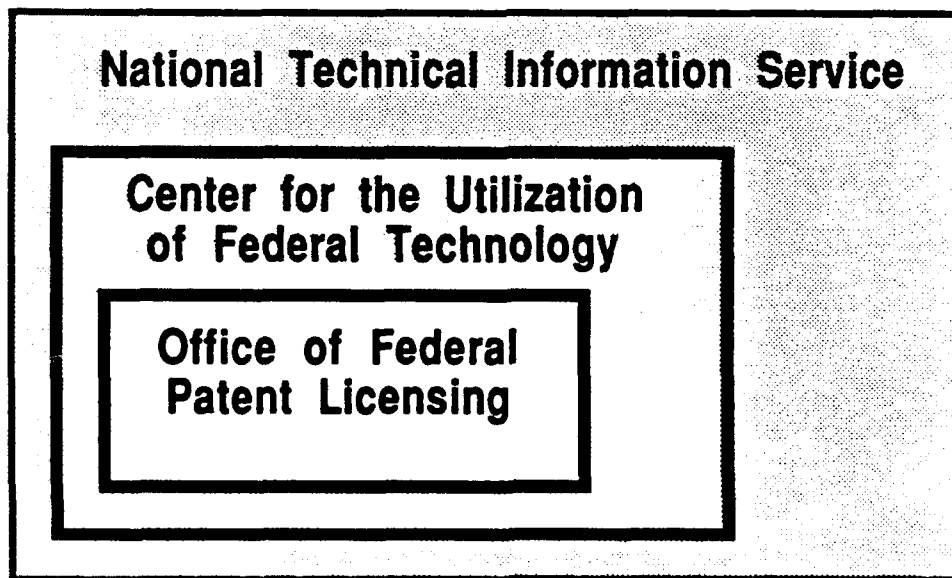 National Technical Information Service
Center for the Utilization
of Federal Technology
Office of Federal
Patent Licensing